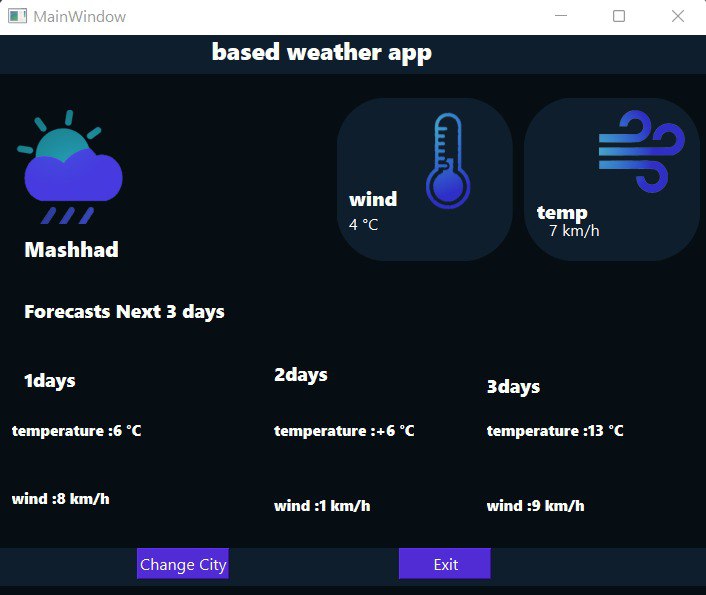 MainWindow
based weather app
wind
4 °C
temp
7 km/h
Mashhad
Forecasts Next 3 days
1days
2days
3days
temperature :6 °C
temperature :+6 °C
temperature :13 °C
wind :8 km/h
wind :1 km/h
wind :9 km/h
Change City
Exit